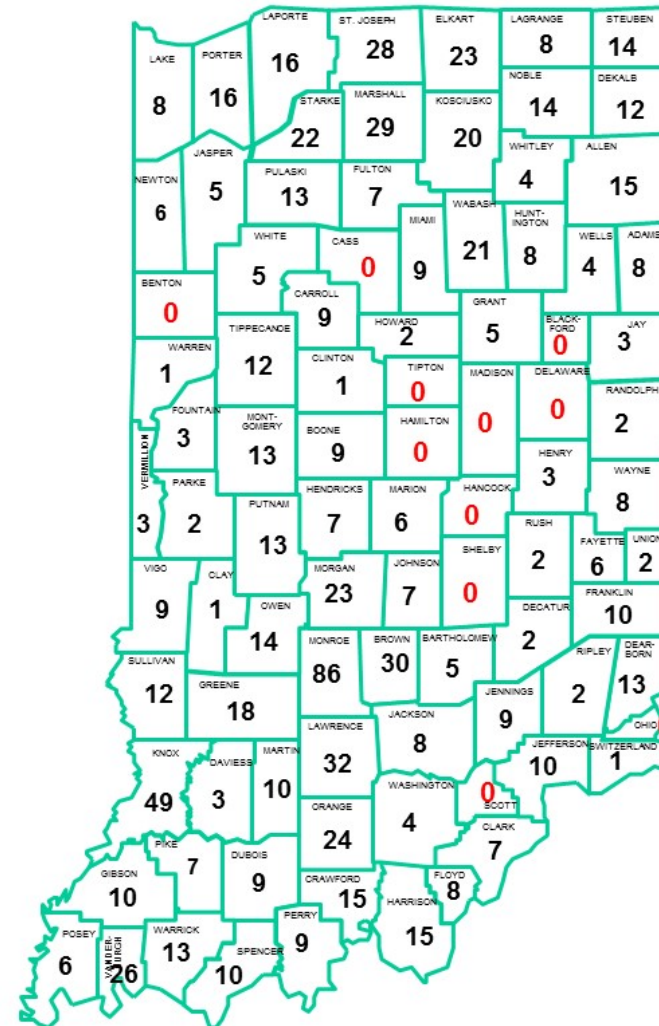 LAPORTE
16
ST. JOSEPH
28
ELKART
23
LAGRANGE
8
STEUBEN
14
LAKE
8
PORTER
16
STARKE
22
MARSHALL
29
KOSCIUSKO
20
NOBLE
14
DEKALB
12
WHITLEY
4
ALLEN
15
NEWTON
6
JASPER
5
PULASKI
13
FULTON
7
MIAMI
9
WABASH
21
HUNT-
INGTON
8
WELLS
4
ADAMS
8
WHITE
5
CASS
0
BENTON
0
CARROLL
9
HOWARD
2
GRANT
5
BLACK-
FORD
0
JAY
3
WARREN
1
TIPPECANOE
12
CLINTON
1
TIPTON
0
MADISON
0
DELAWARE
0
RANDOLPH
2
FOUNTAIN
3
MONT-
GOMERY
13
BOONE
9
HAMILTON
0
HENRY
3
WAYNE
8
VERMILLION
3
PARKE
2
PUTNAM
13
HENDRICKS
7
MARION
6
HANCOCK
0
RUSH
2
FAYETTE
6
UNION
2
VIGO
9
CLAY
1
OWEN
14
MORGAN
23
JOHNSON
7
SHELBY
0
DECATUR
2
FRANKLIN
10
SULLIVAN
12
GREENE
18
MONROE
86
BROWN
30
BARTHOLOMEW
5
JENNINGS
9
RIPLEY
2
DEAR-
BORN
13
OHIO
KNOX
49
DAVIESS
3
MARTIN
10
LAWRENCE
32
JACKSON
8
JEFFERSON
10
SWITZERLAND
1
ORANGE
24
WASHINGTON
4
0
SCOTT
CLARK
7
GIBSON
10
PIKE
7
DUBOIS
9
CRAWFORD
15
HARRISON
15
FLOYD
8
POSEY
6
VANDER-
BURGH
26
WARRICK
13
SPENCER
10
PERRY
9